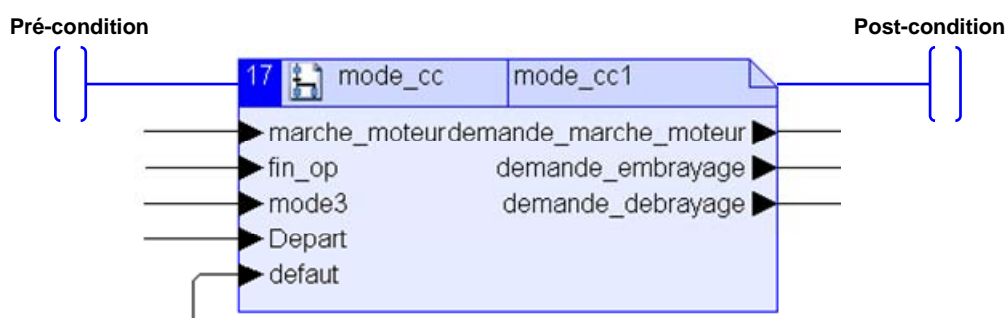 Pré-condition Post-condition
17 mode_cc mode_cc1
marche_moteur demande_marche_moteur
fin_op demande_embrayage
mode3 demande_debrayage
Depart
defaut